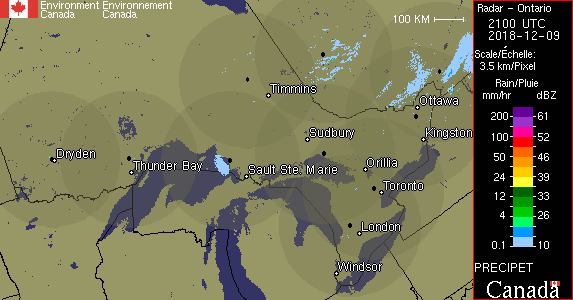 Environment Environnement
Canada Canada
100 KM
Timmins
Ottawa
Sudbury
Kingston
Dryden
Thunder Bay
Sault Ste. Marie
Orillia
Toronto
London
Windsor
Radar - Ontario
2100 UTC
2018-12-09
Scale/Échelle:
3.5 km/Pixel
Rain/Pluie
mm/hr dBZ
200 61
100 52
50 46
24 39
12 33
4 26
0.1 10
PRECIPET
Canada